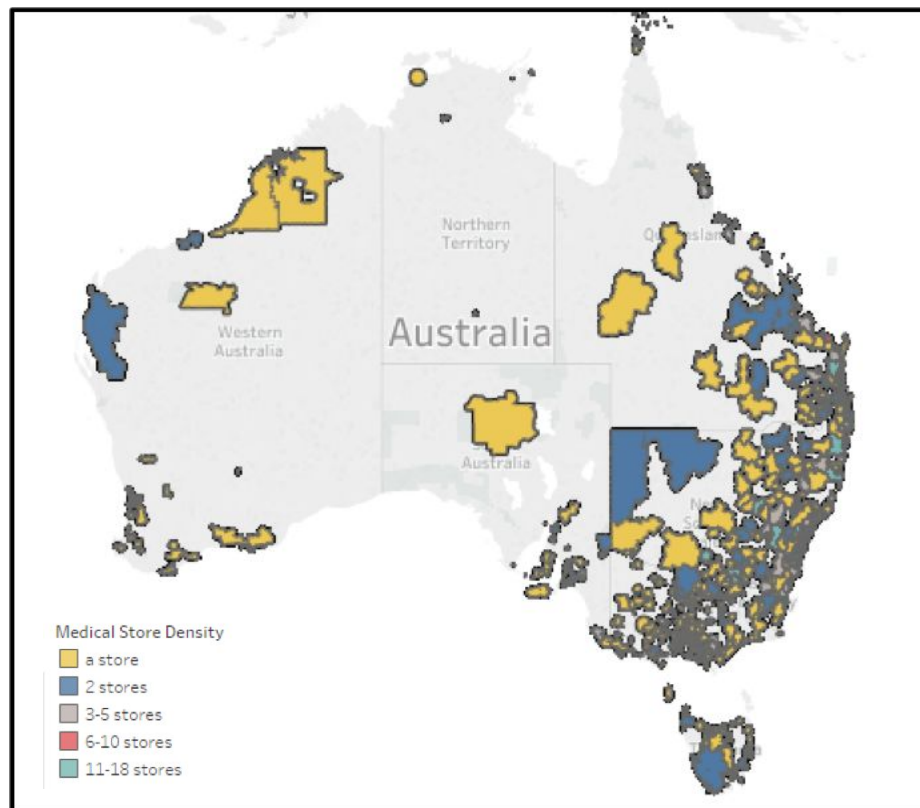 Northern
Territory
Australia
Western
Australia
Australia
Medical Store Density
a store
2 stores
3-5 stores
6-10 stores
11-18 stores